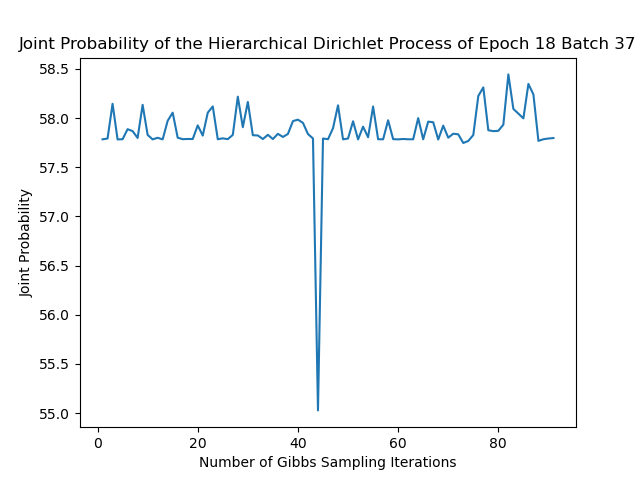 Joint Probability of the Hierarchical Dirichlet Process of Epoch 18 Batch 37
58.5
58.0
57.5
57.0
56.5
56.0
55.5
55.0
Joint Probability
0 20 40 60 80
Number of Gibbs Sampling Iterations